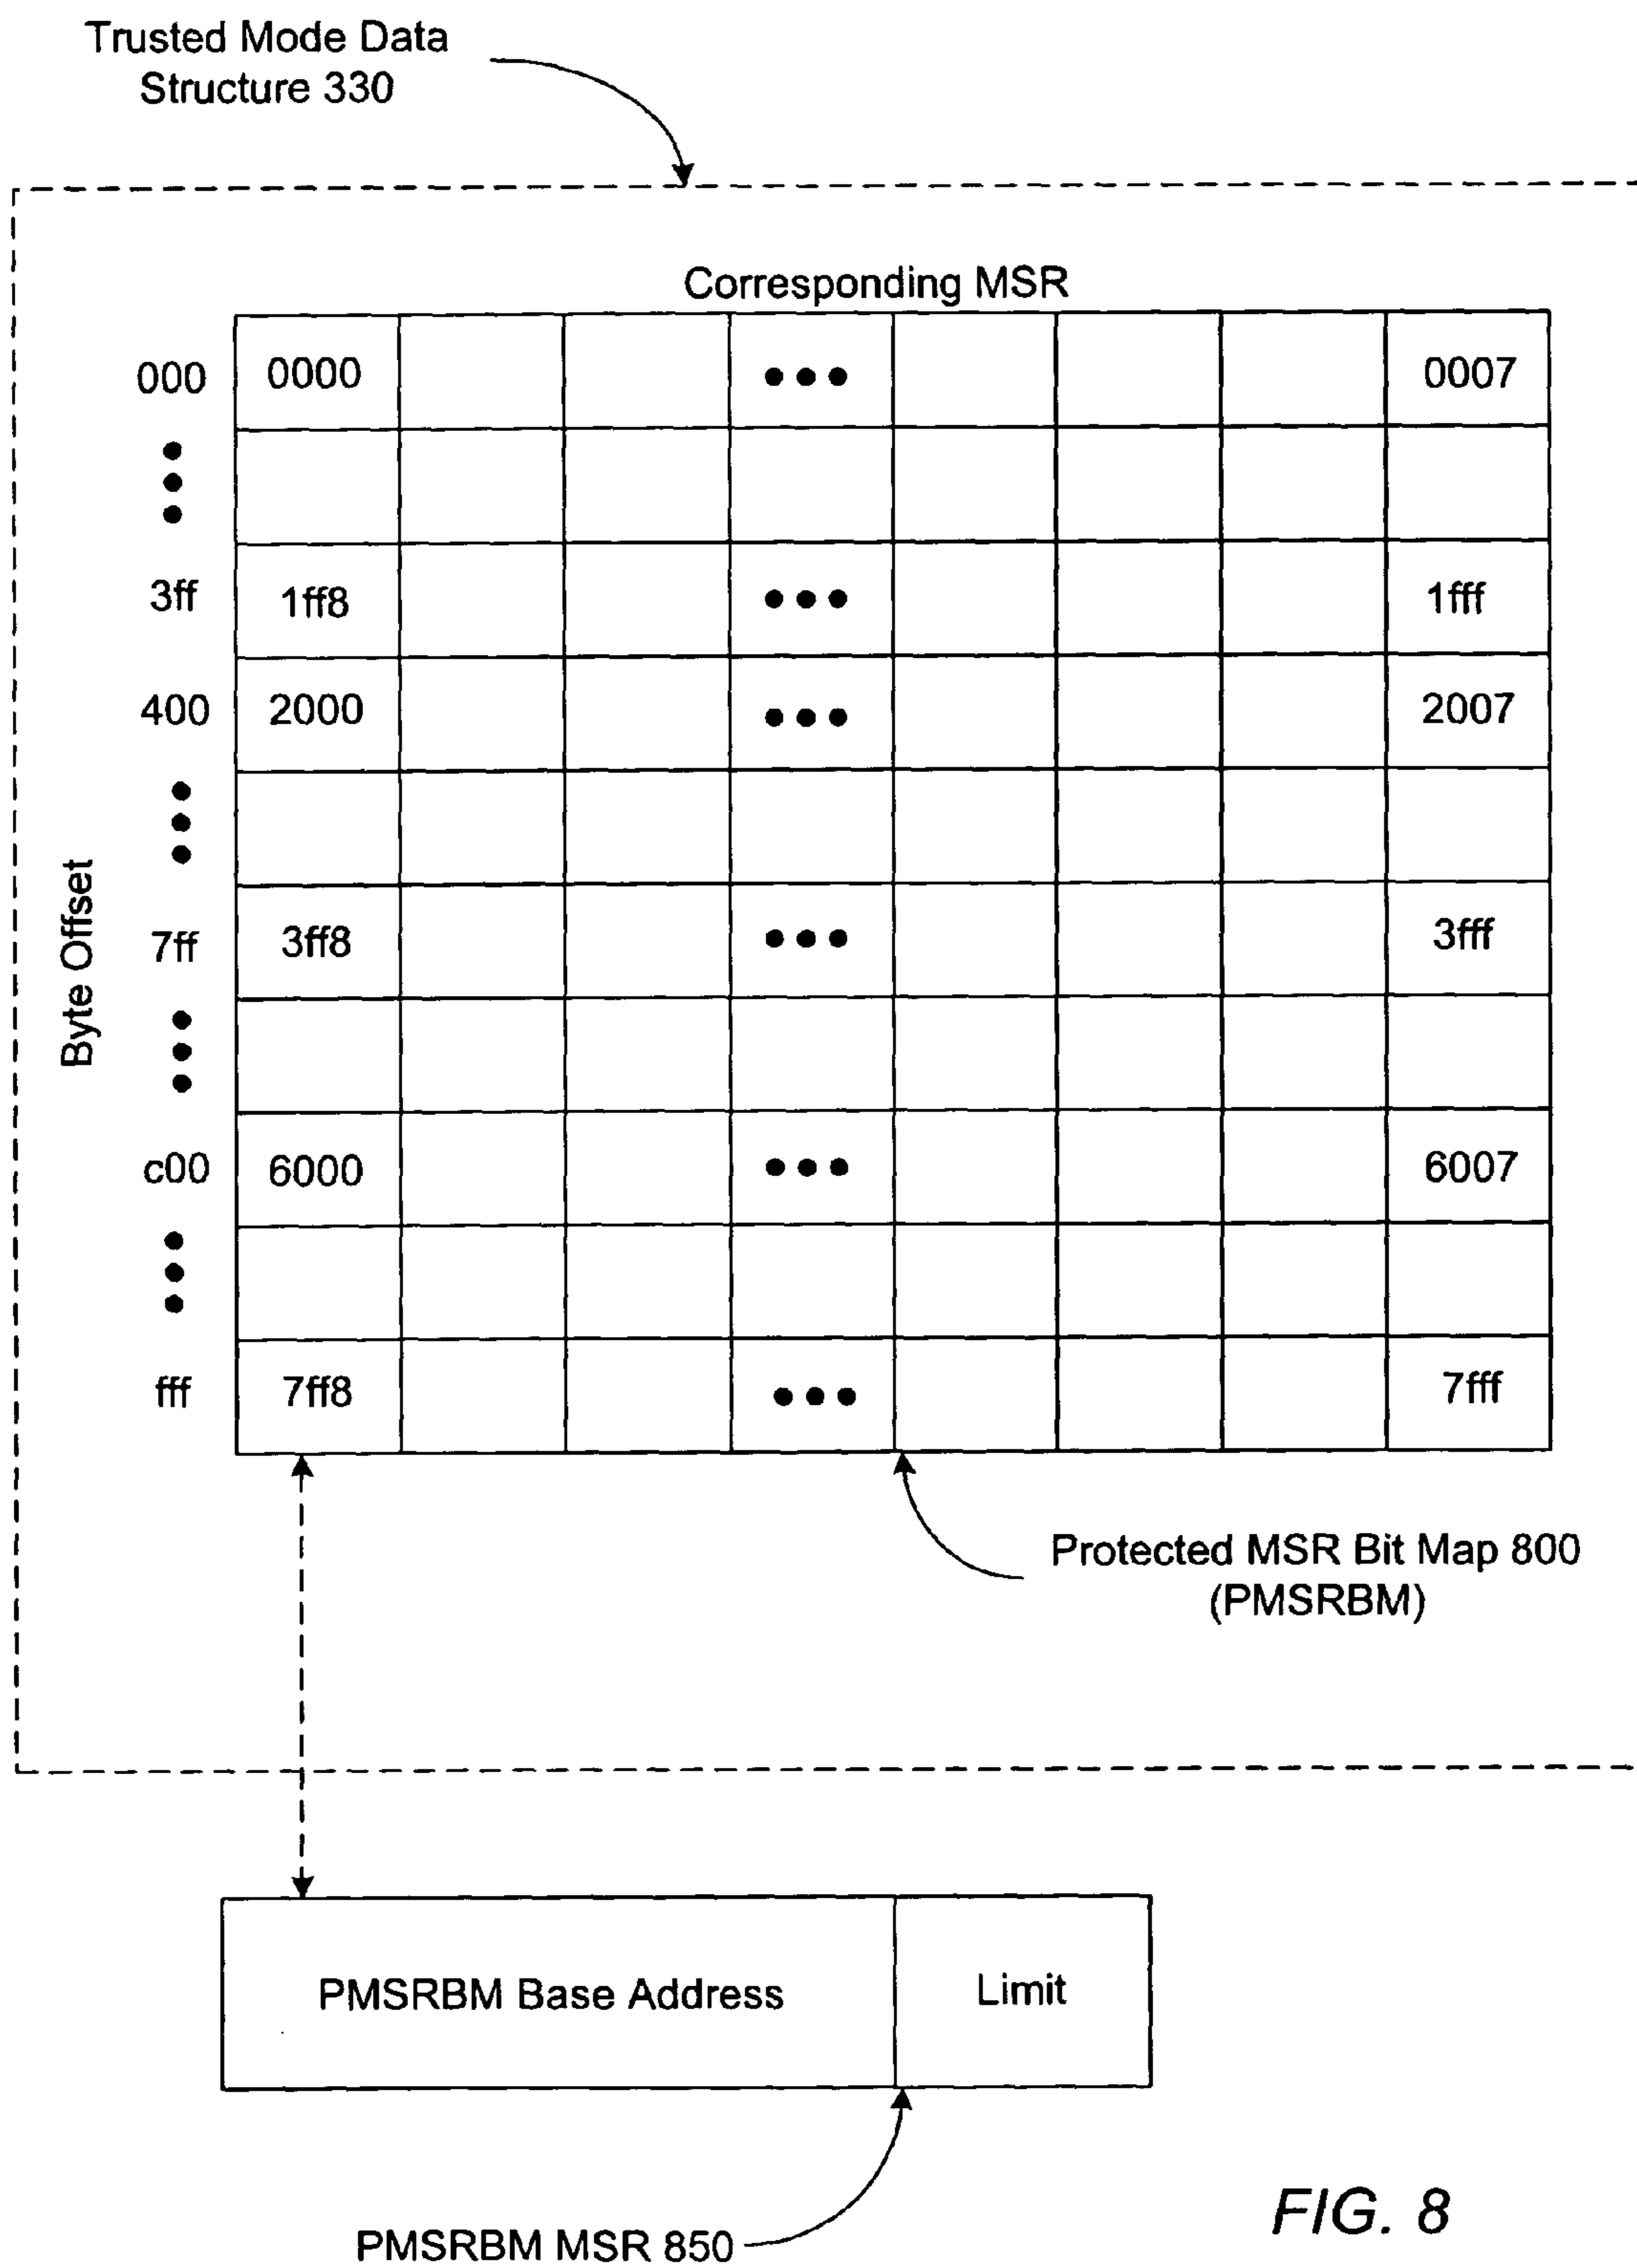 Trusted Mode Data
Structure 330
Corresponding MSR
Byte Offset
000 0000 ••• 0007
3ff 1ff8 ••• 1fff
400 2000 ••• 2007
7ff 3ff8 ••• 3fff
c00 6000 ••• 6007
fff 7ff8 ••• 7fff
Protected MSR Bit Map 800
(PMSRBM)
PMSRBM Base Address Limit
PMSRBM MSR 850
FIG. 8